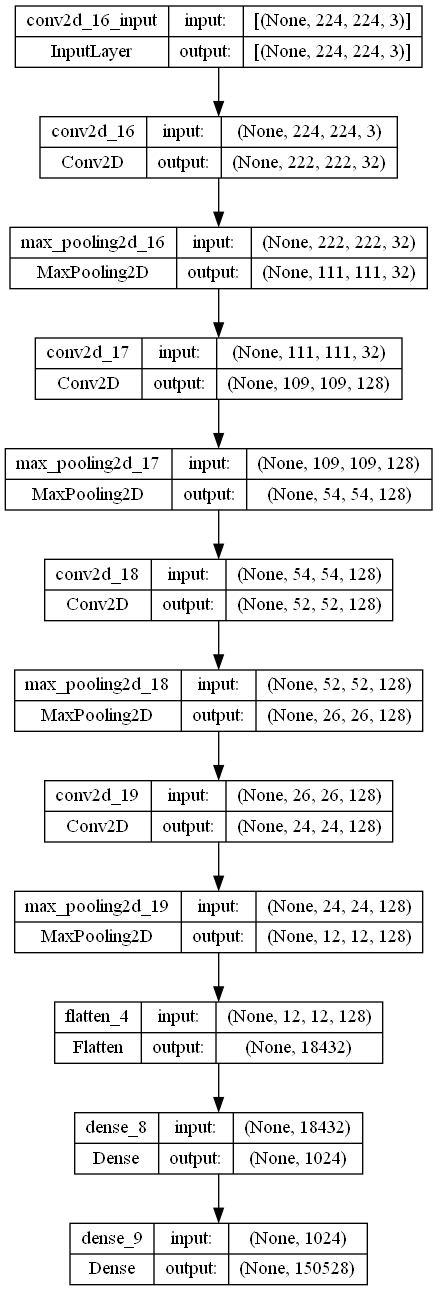 conv2d_16_input input: [(None, 224, 224, 3)]
InputLayer output: [(None, 224, 224, 3)]
conv2d_16 input: (None, 224, 224, 3)
Conv2D output: (None, 222, 222, 32)
max_pooling2d_16 input: (None, 222, 222, 32)
MaxPooling2D output: (None, 111, 111, 32)
conv2d_17 input: (None, 111, 111, 32)
Conv2D output: (None, 109, 109, 128)
max_pooling2d_17 input: (None, 109, 109, 128)
MaxPooling2D output: (None, 54, 54, 128)
conv2d_18 input: (None, 54, 54, 128)
Conv2D output: (None, 52, 52, 128)
max_pooling2d_18 input: (None, 52, 52, 128)
MaxPooling2D output: (None, 26, 26, 128)
conv2d_19 input: (None, 26, 26, 128)
Conv2D output: (None, 24, 24, 128)
max_pooling2d_19 input: (None, 24, 24, 128)
MaxPooling2D output: (None, 12, 12, 128)
flatten_4 input: (None, 12, 12, 128)
Flatten output: (None, 18432)
dense_8 input: (None, 18432)
Dense output: (None, 1024)
dense_9 input: (None, 1024)
Dense output: (None, 150528)